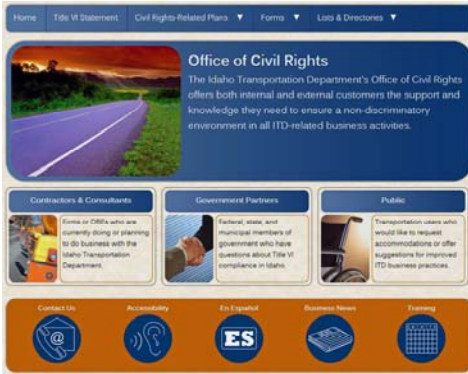 Home Title VI Statement Civil Rights-Related Plans ▼ Forms ▼ Lists & Directories ▼
Office of Civil Rights
The Idaho Transportation Department's Office of Civil Rights
offers both internal and external customers the support and
knowledge they need to ensure a non-discriminatory
environment in all ITD-related business activities.
Contractors & Consultants
Firms or DBEs who are
currently doing or planning
to do business with the
Idaho Transportation
Department.
Government Partners
Federal, state, and
municipal members of
government who have
questions about Title VI
compliance in Idaho.
Public
Transportation users who
would like to request
accommodations or offer
suggestions for improved
ITD business practices.
Contact Us Accessibility En Español Business News Training
@ ES